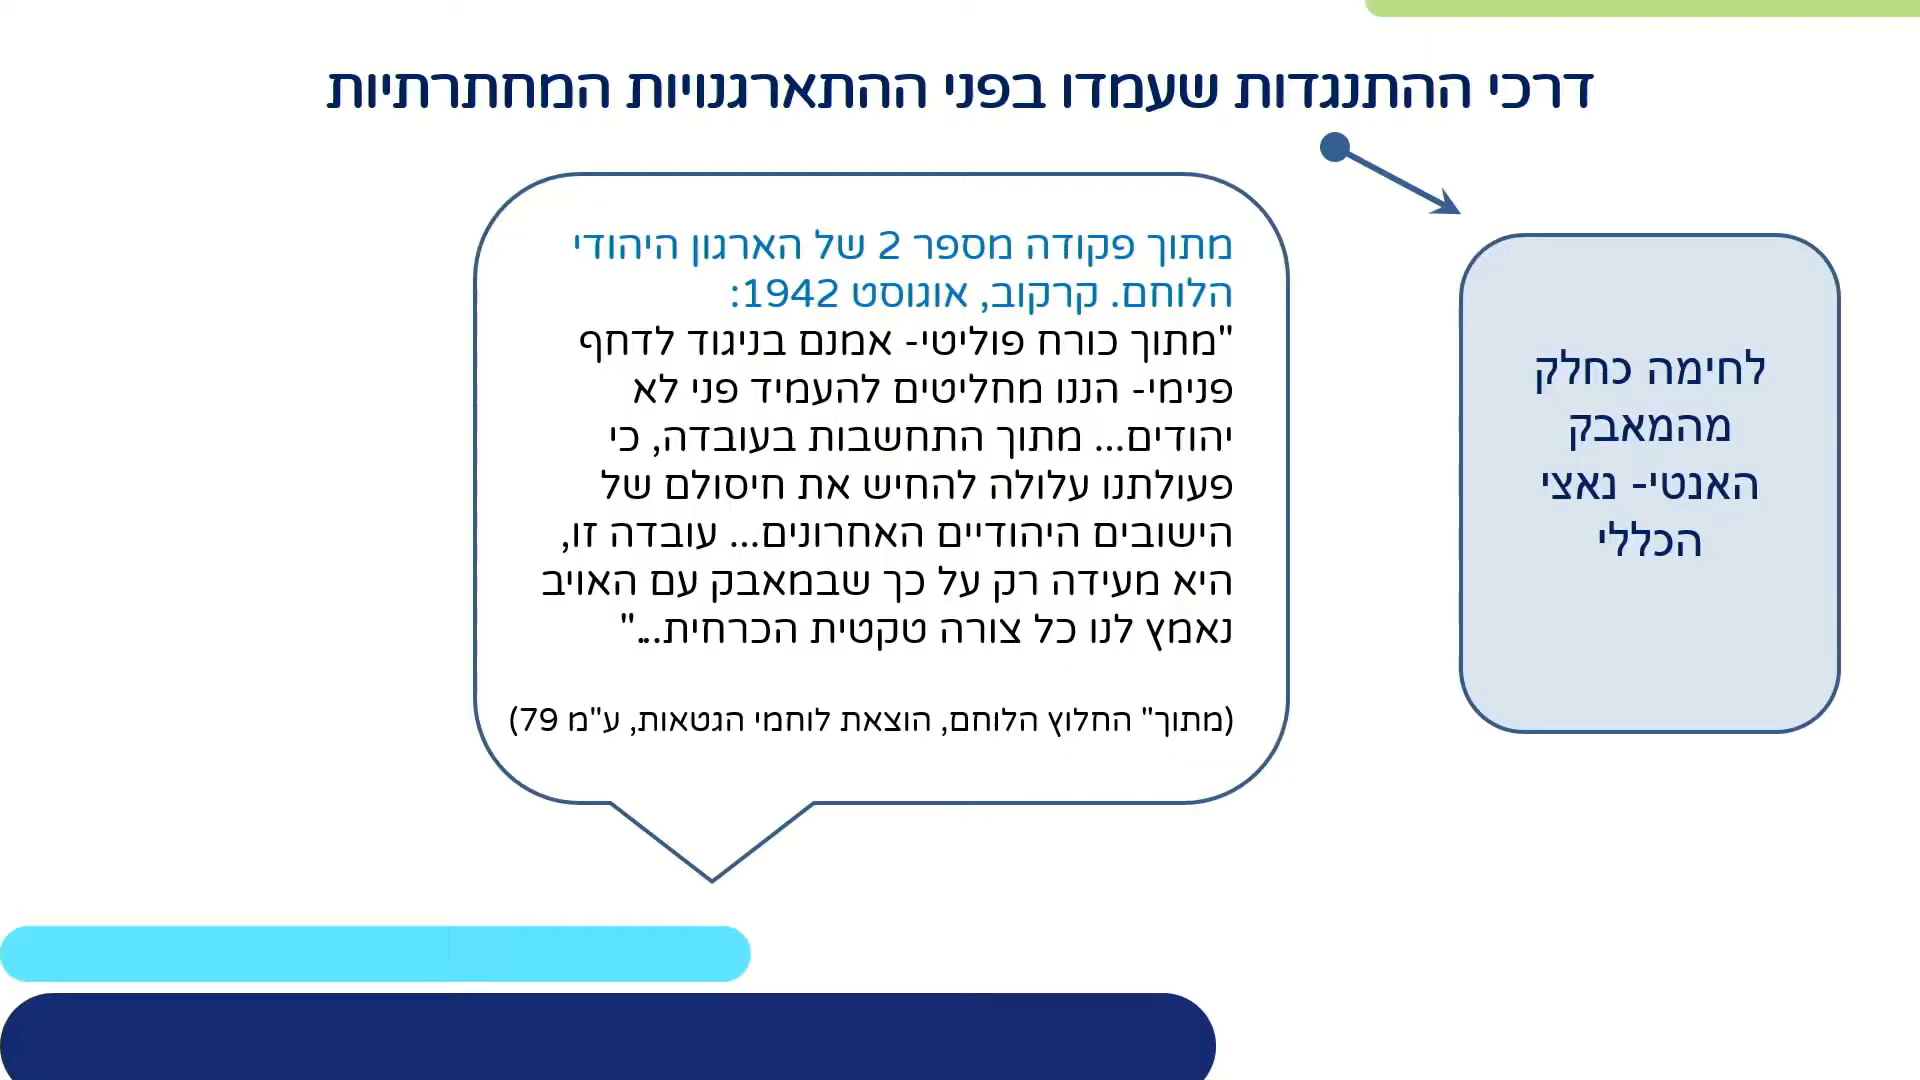 דרכי ההתנגדות שעמדו בפני ההתארגנויות המחתרתיות
לחימה כחלק
מהמאבק
האנטי- נאצי
הכללי
מתוך פקודה מספר 2 של הארגון היהודי
הלוחם. קרקוב, אוגוסט 1942:
"מתוך כורח פוליטי- אמנם בניגוד לדחף
פנימי- הננו מחליטים להעמיד פני לא
יהודים... מתוך התחשבות בעובדה, כי
פעולתנו עלולה להחיש את חיסולם של
הישובים היהודיים האחרונים... עובדה זו,
היא מעידה רק על כך שבמאבק עם האויב
נאמץ לנו כל צורה טקטית הכרחית..."
(מתוך" החלוץ הלוחם, הוצאת לוחמי הגטאות, ע"מ 79)